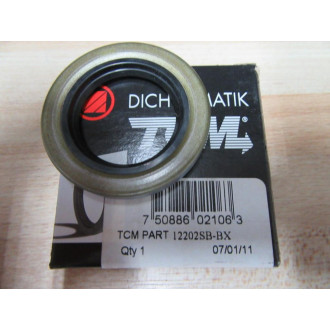 DICH MATIK
TCM
7 50886 02106 3
TCM PART 12202SB-BX
Qty 1 07/01/11